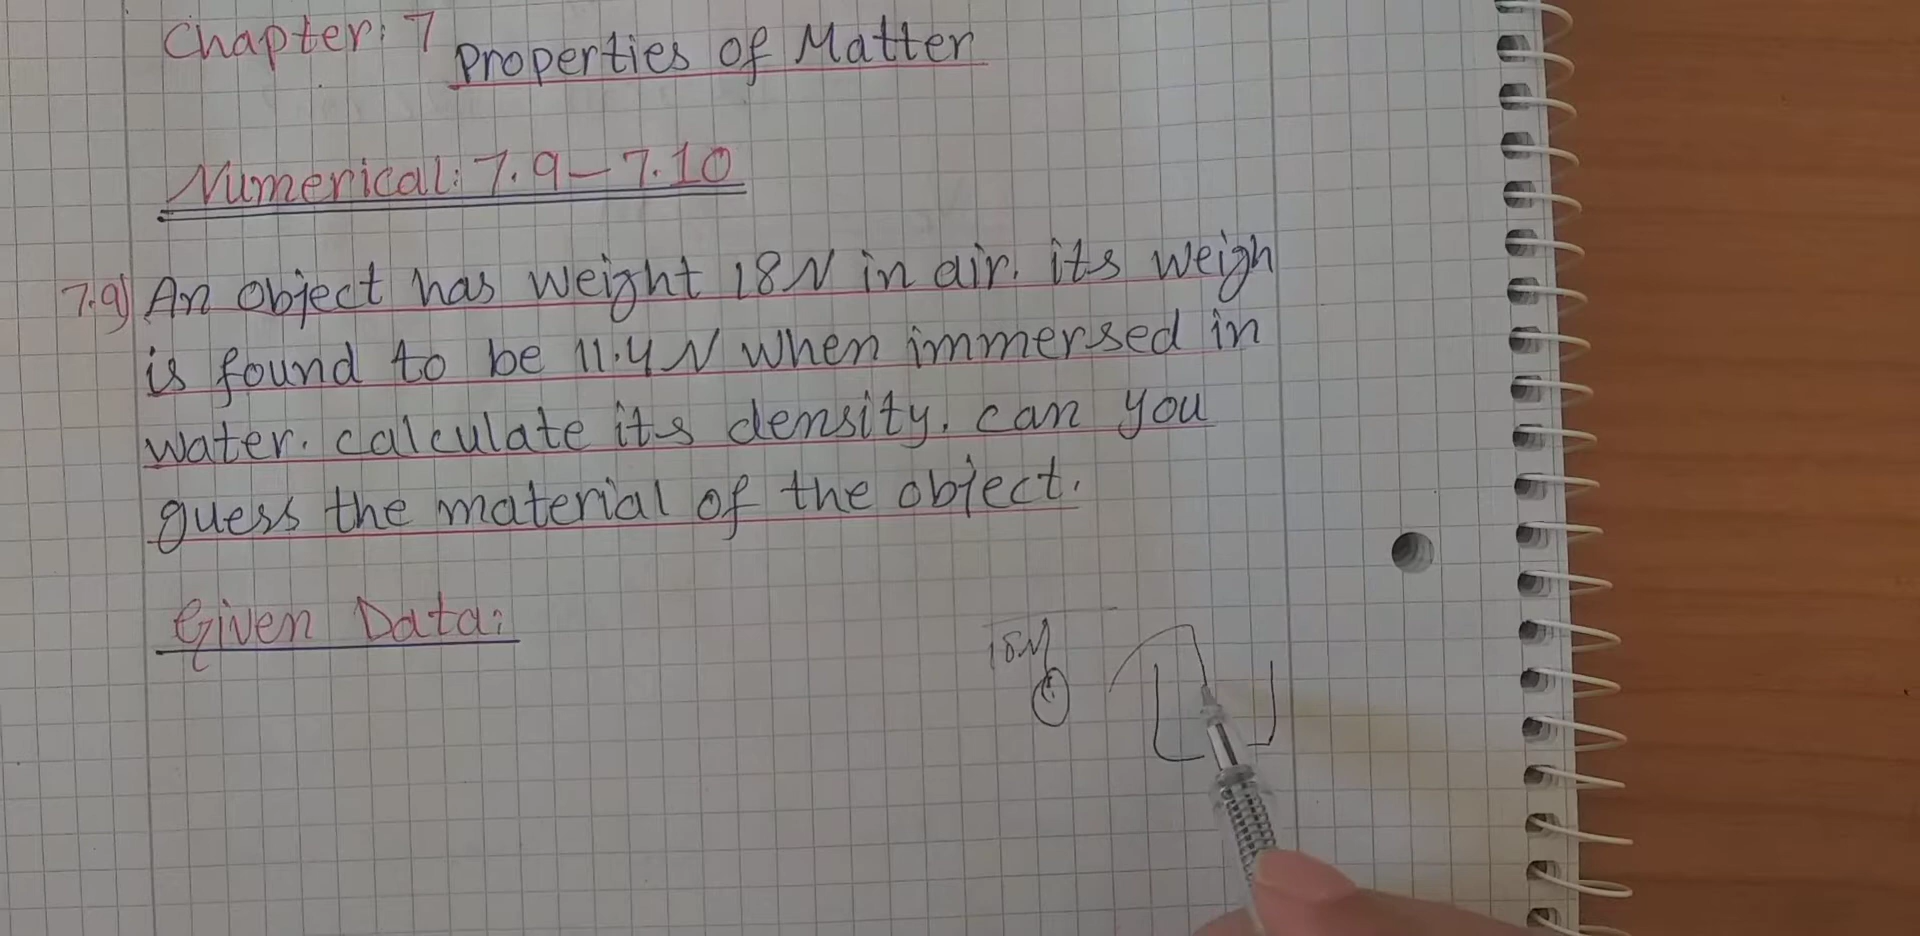 Chapter: 7 Properties of Matter
Numerical: 7.9-7.10
7.9) An object has weight 18N in air. its weigh
is found to be 11.4N when immersed in
water. calculate its density. can you
guess the material of the object.
Given Data:
18N